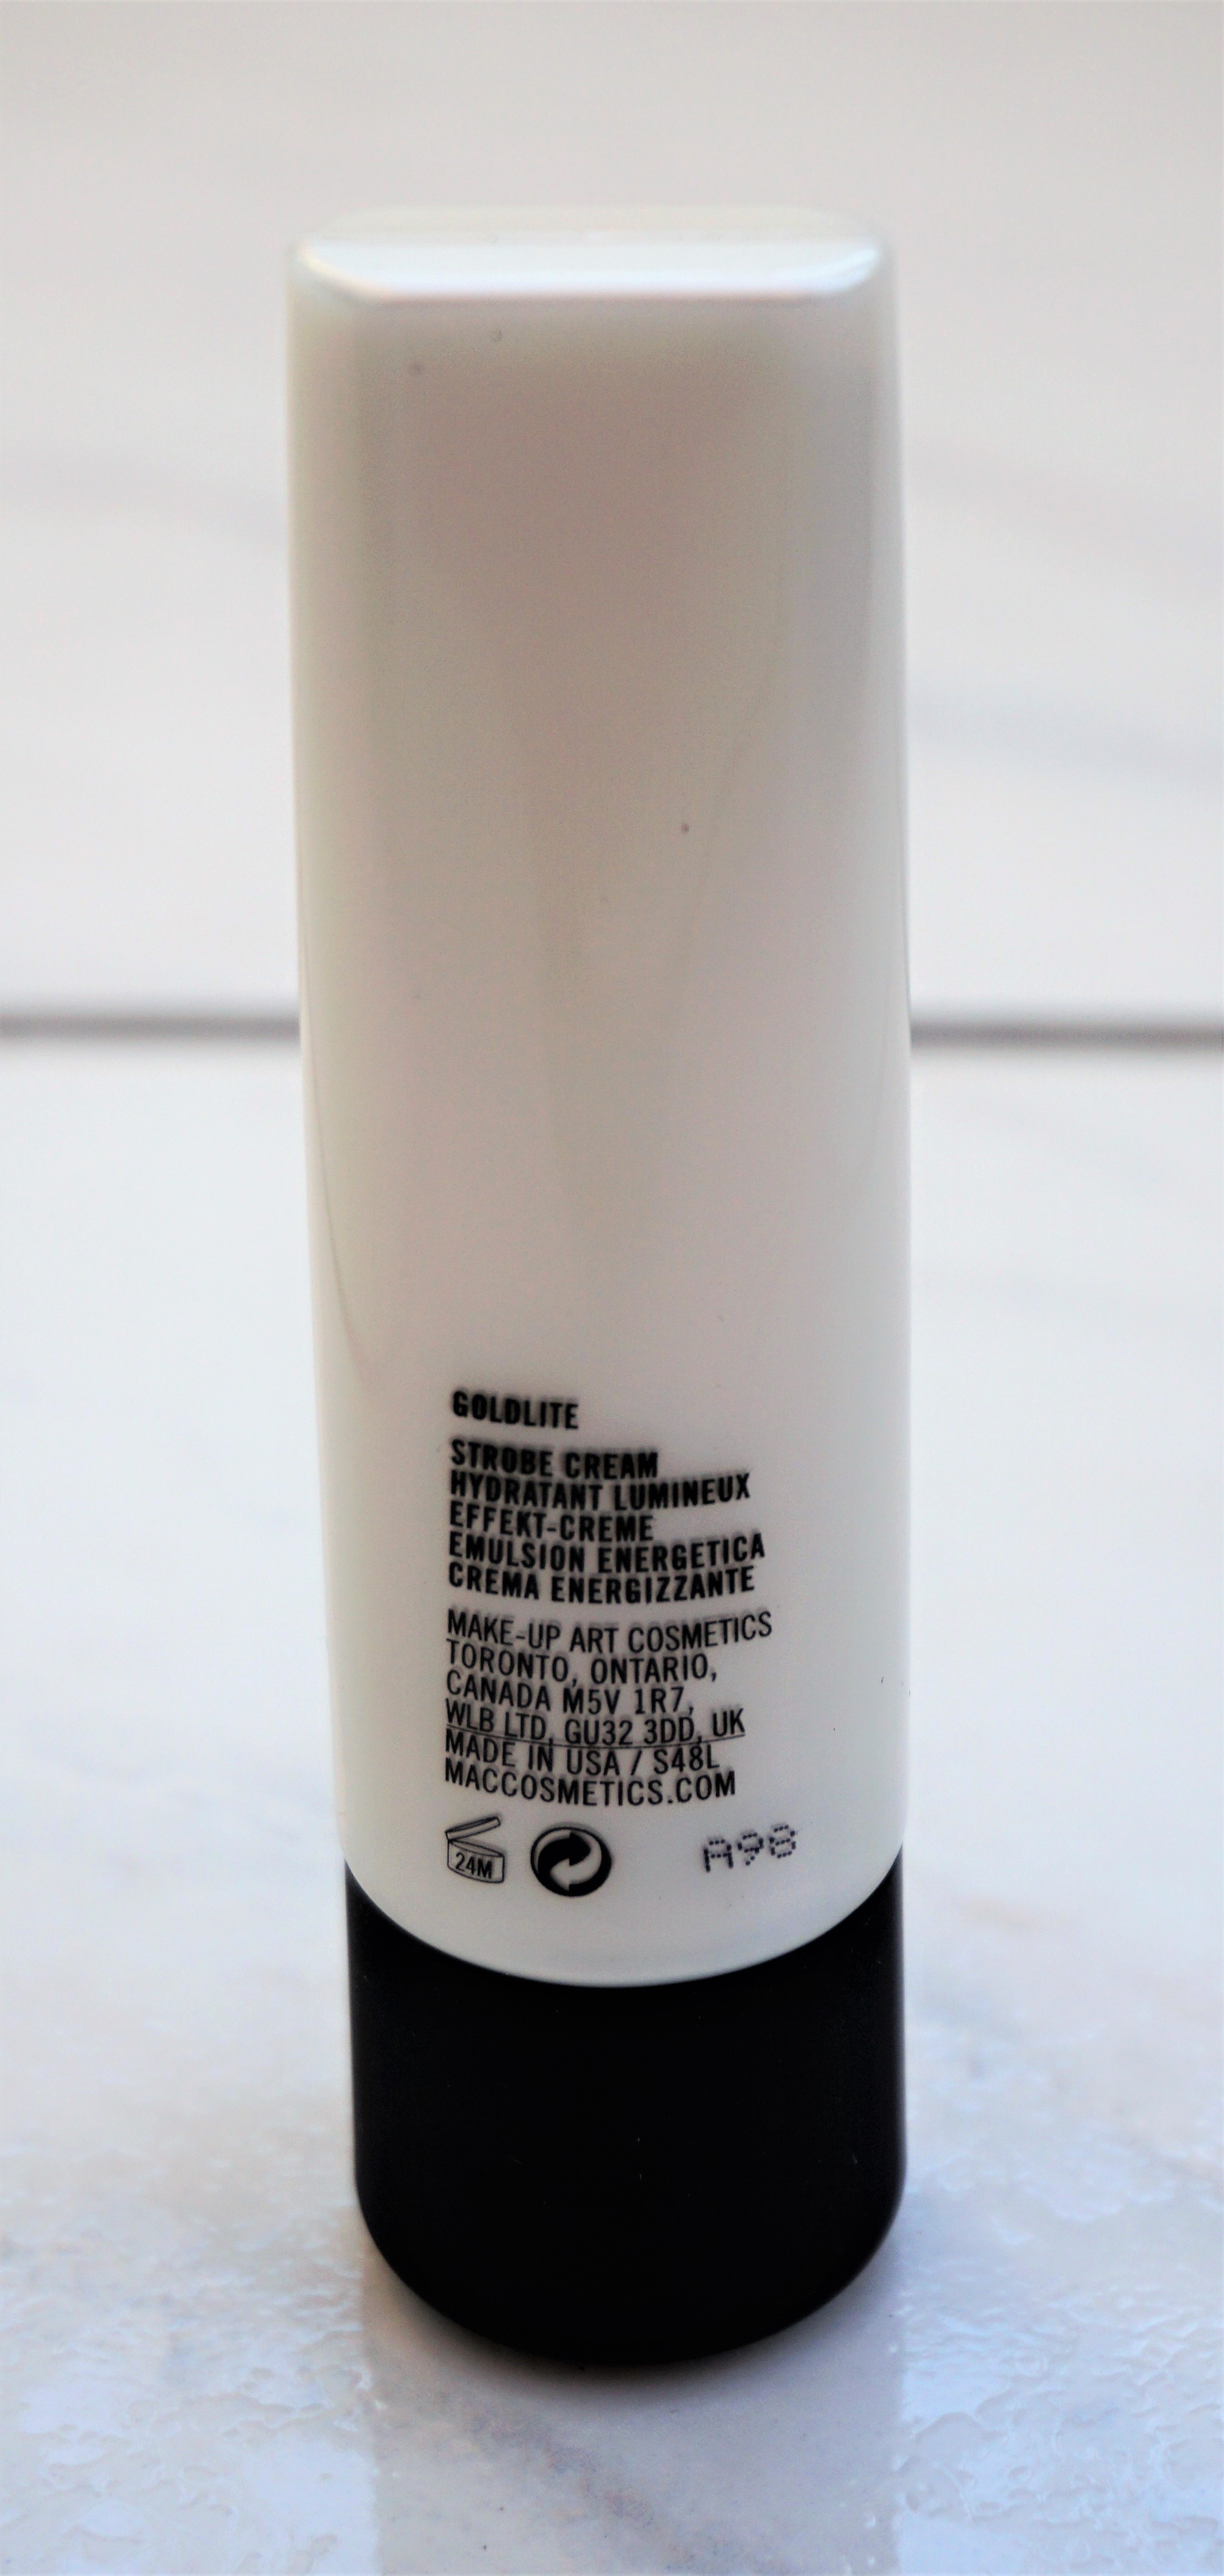 GOLDLITE
STROBE CREAM
HYDRATANT LUMINEUX
EFFEKT-CREME
EMULSION ENERGETICA
CREMA ENERGIZZANTE
MAKE-UP ART COSMETICS
TORONTO, ONTARIO,
CANADA M5V 1R7,
WLB LTD, GU32 3DD, UK
MADE IN USA / S48L
MACCOSMETICS.COM
24M
A98